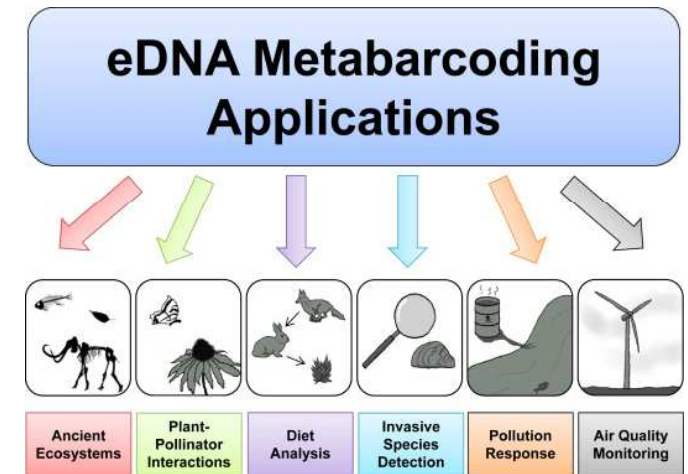 eDNA Metabarcoding
Applications
Ancient
Ecosystems
Plant-
Pollinator
Interactions
Diet
Analysis
Invasive
Species
Detection
Pollution
Response
Air Quality
Monitoring